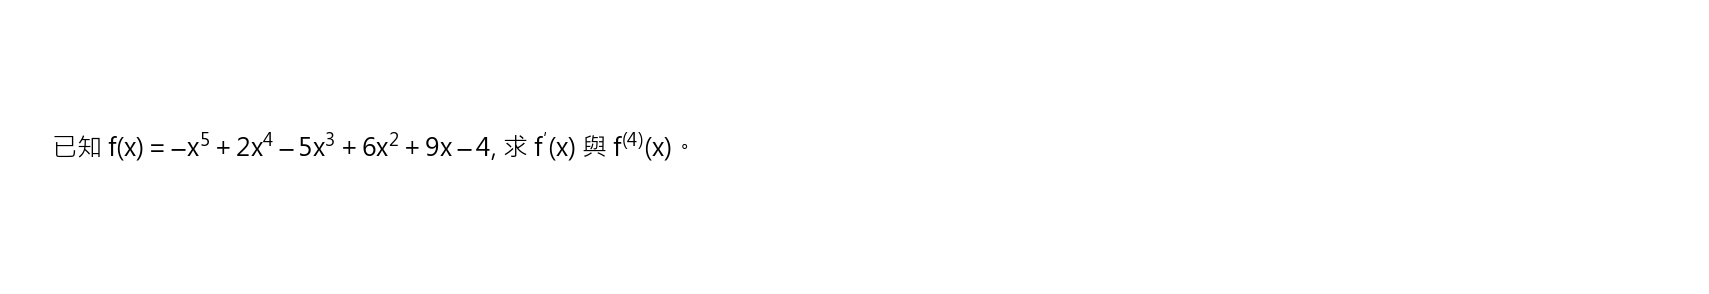 已知 f(x) = –x⁵ + 2x⁴ – 5x³ + 6x² + 9x – 4, 求 f ′(x) 與 f⁽⁴⁾(x)。